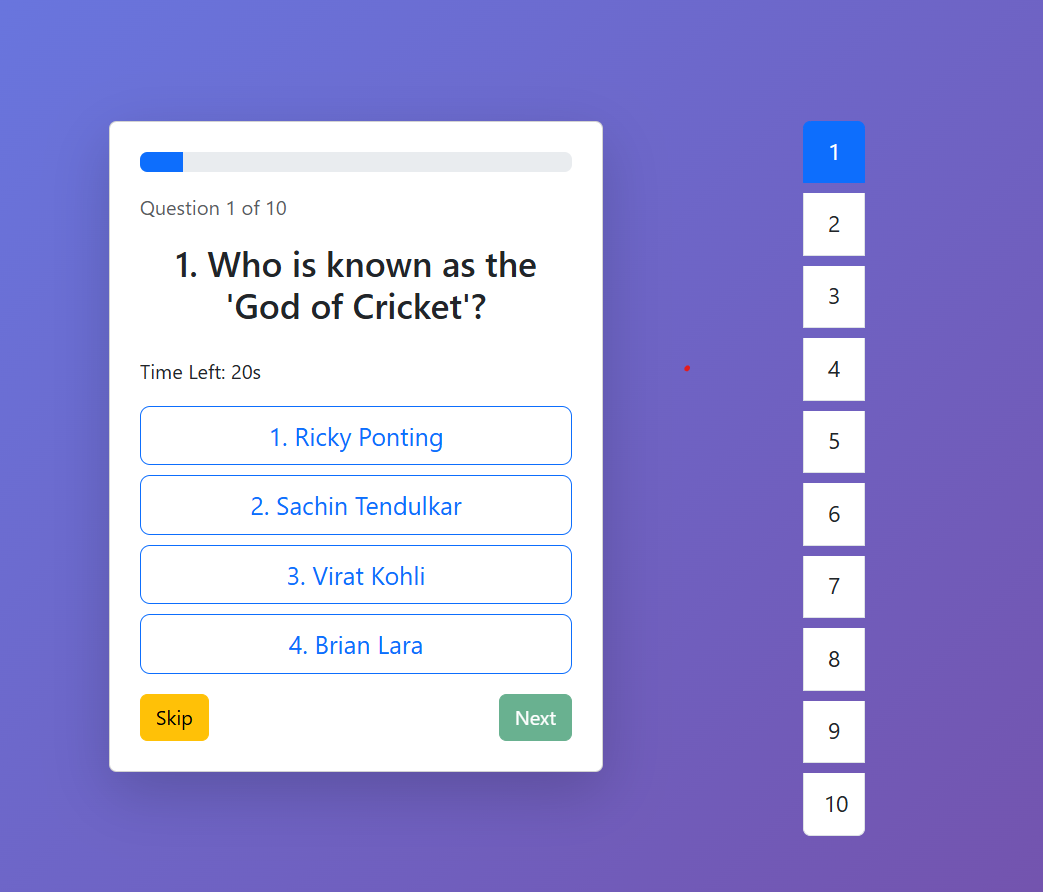 Question 1 of 10
1. Who is known as the
'God of Cricket'?
Time Left: 20s
1. Ricky Ponting
2. Sachin Tendulkar
3. Virat Kohli
4. Brian Lara
Skip
Next
1
2
3
4
5
6
7
8
9
10